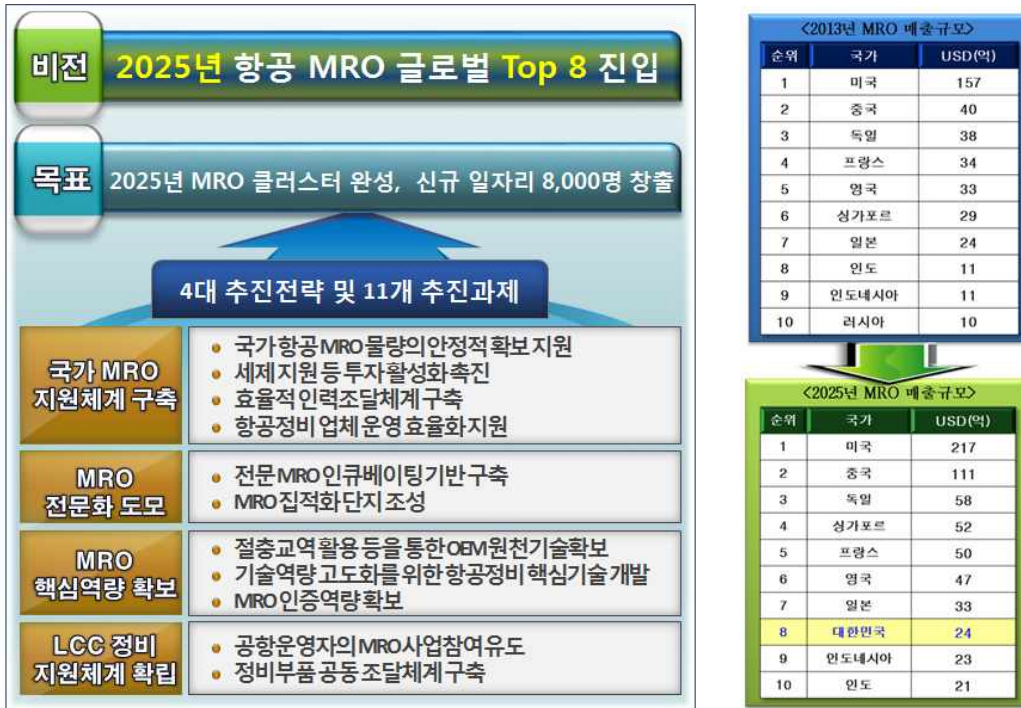 비전 2025년 항공 MRO 글로벌 Top 8 진입
목표 2025년 MRO 클러스터 완성, 신규 일자리 8,000명 창출
4대 추진전략 및 11개 추진과제
국가 MRO
지원체계 구축
• 국가항공MRO물량의안정적확보지원
• 세제지원등투자활성화촉진
• 효율적인력조달체계구축
• 항공정비업체운영효율화지원
MRO
전문화 도모
• 전문MRO인큐베이팅기반구축
• MRO집적화단지조성
MRO
핵심역량 확보
• 절충교역활용등을통한OEM원천기술확보
• 기술역량고도화를위한항공정비핵심기술개발
• MRO인증역량확보
LCC 정비
지원체계 확립
• 공항운영자의MRO사업참여유도
• 정비부품공동조달체계구축
<2013년 MRO 매출규모>
순위 국가 USD(억)
1 미국 157
2 중국 40
3 독일 38
4 프랑스 34
5 영국 33
6 싱가포르 29
7 일본 24
8 인도 11
9 인도네시아 11
10 러시아 10
<2025년 MRO 매출규모>
순위 국가 USD(억)
1 미국 217
2 중국 111
3 독일 58
4 싱가포르 52
5 프랑스 50
6 영국 47
7 일본 33
8 대한민국 24
9 인도네시아 23
10 인도 21